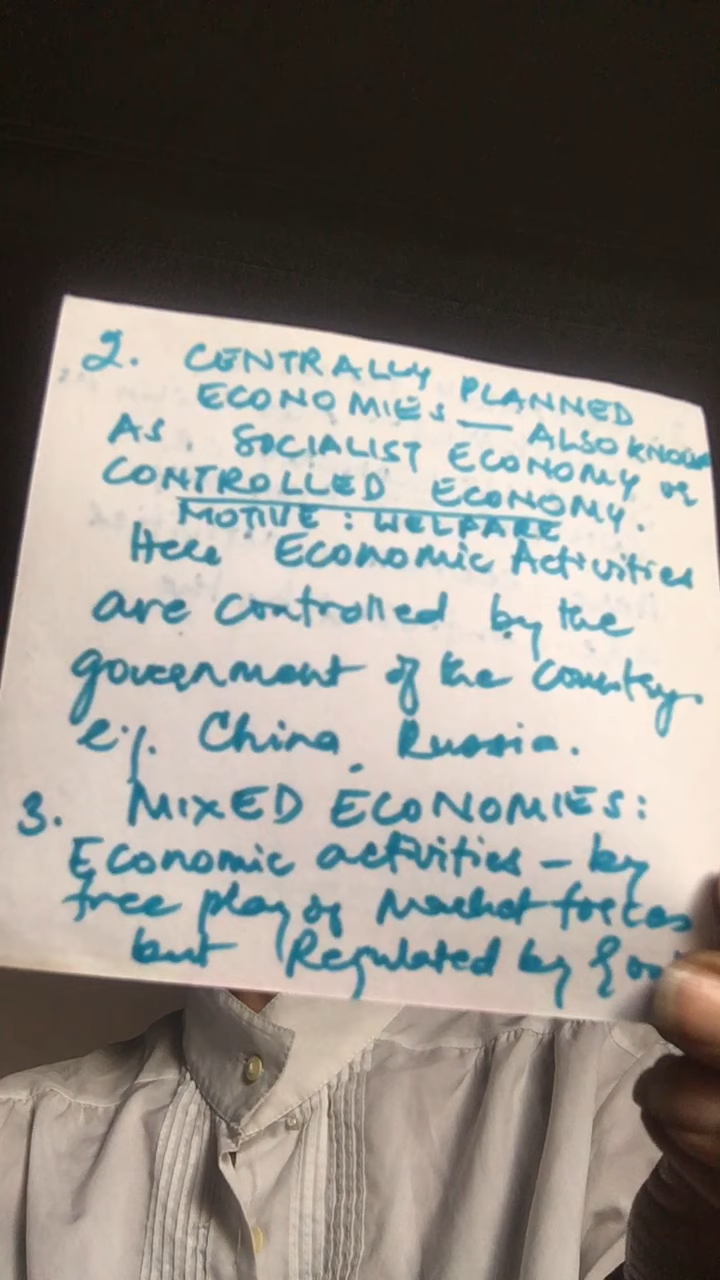 2. CENTRALLY PLANNED
ECONOMIES — ALSO KNOWN
AS SOCIALIST ECONOMY or
CONTROLLED ECONOMY.
MOTIVE : WELFARE
Here Economic Activities
are controlled by the
government of the country.
e.g. China, Russia.
3. MIXED ECONOMIES:
Economic activities – by
free play of Market forces
but Regulated by